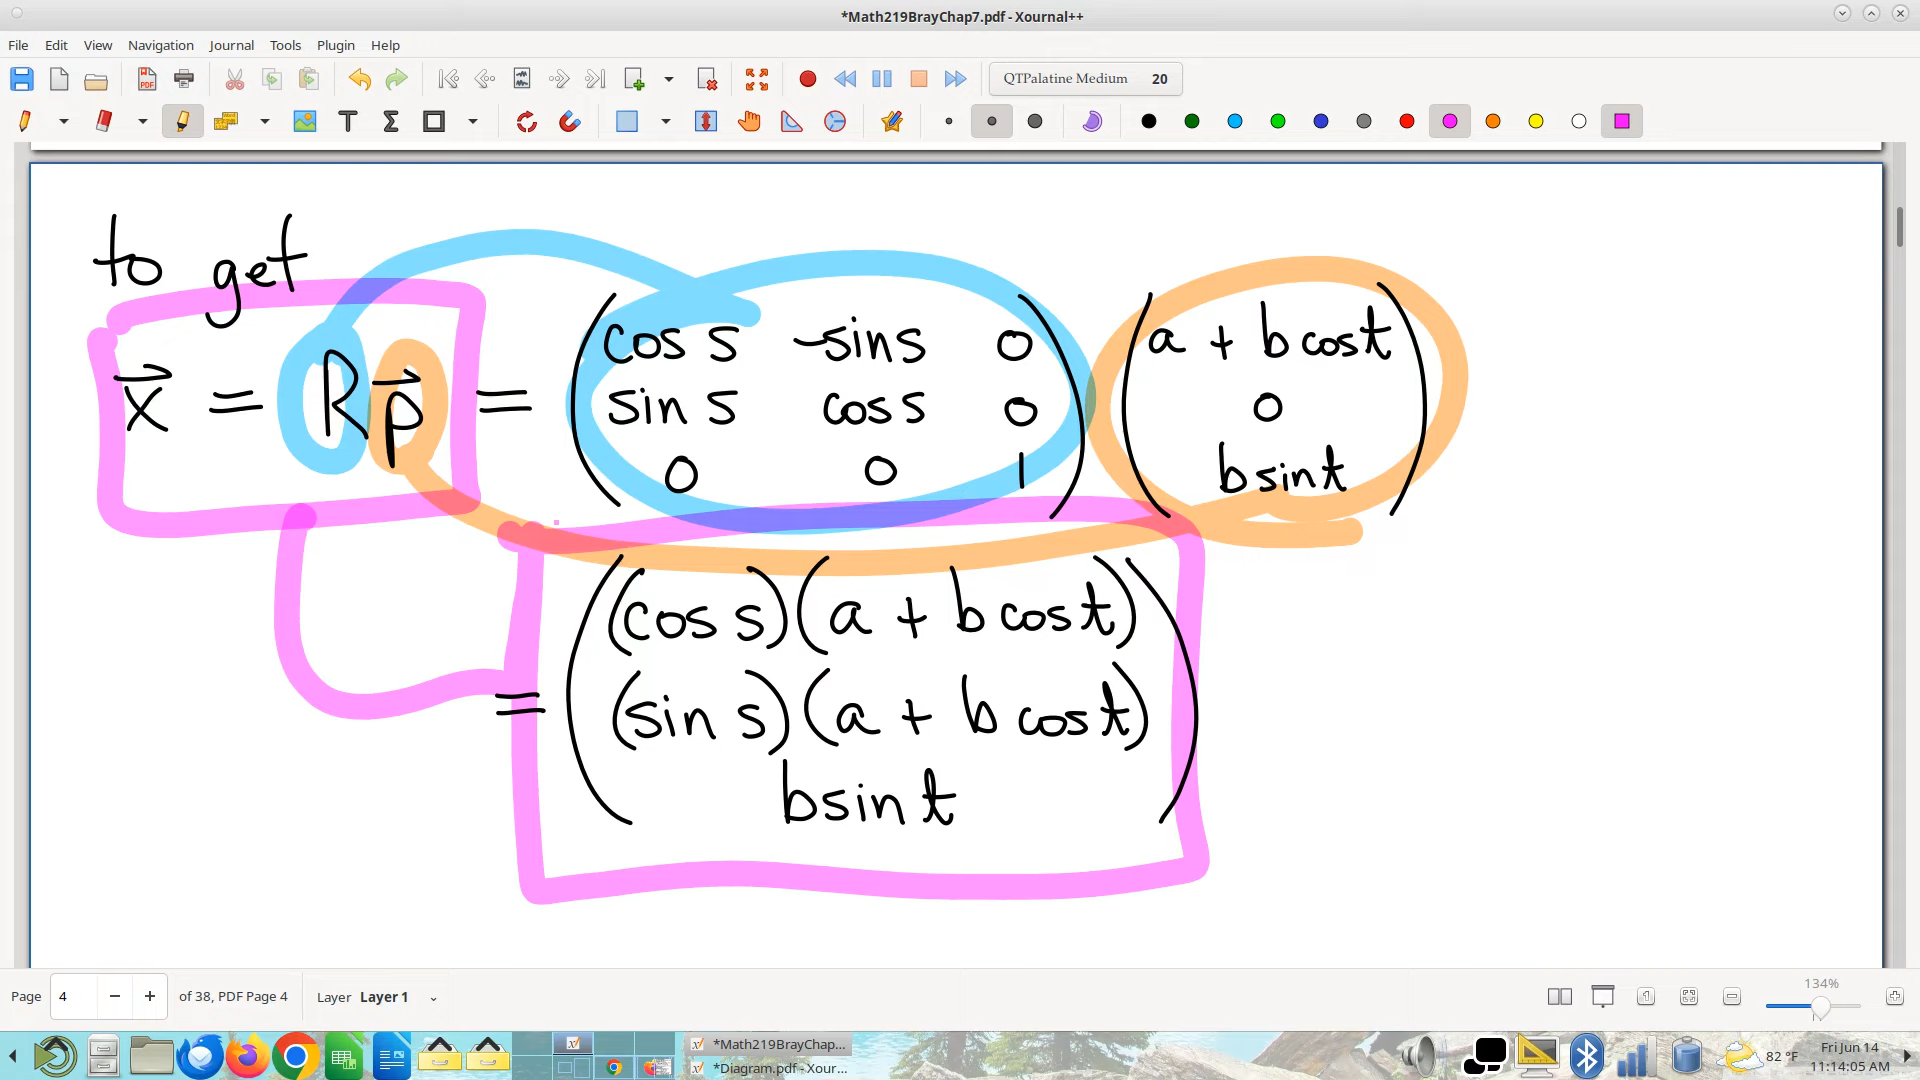 *Math219BrayChap7.pdf - Xournal++
File Edit View Navigation Journal Tools Plugin Help
QTPalatine Medium 20
to get
x⃗ = R p⃗ = ( cos s -sin s 0 ) ( a + b cos t )
sin s cos s 0 0
0 0 1 b sin t
(cos s)(a + b cos t)
= (sin s)(a + b cos t)
b sin t
Page 4 − + of 38, PDF Page 4 Layer Layer 1
134%
*Math219BrayChap...
*Diagram.pdf - Xour...
82 °F
Fri Jun 14
11:14:05 AM